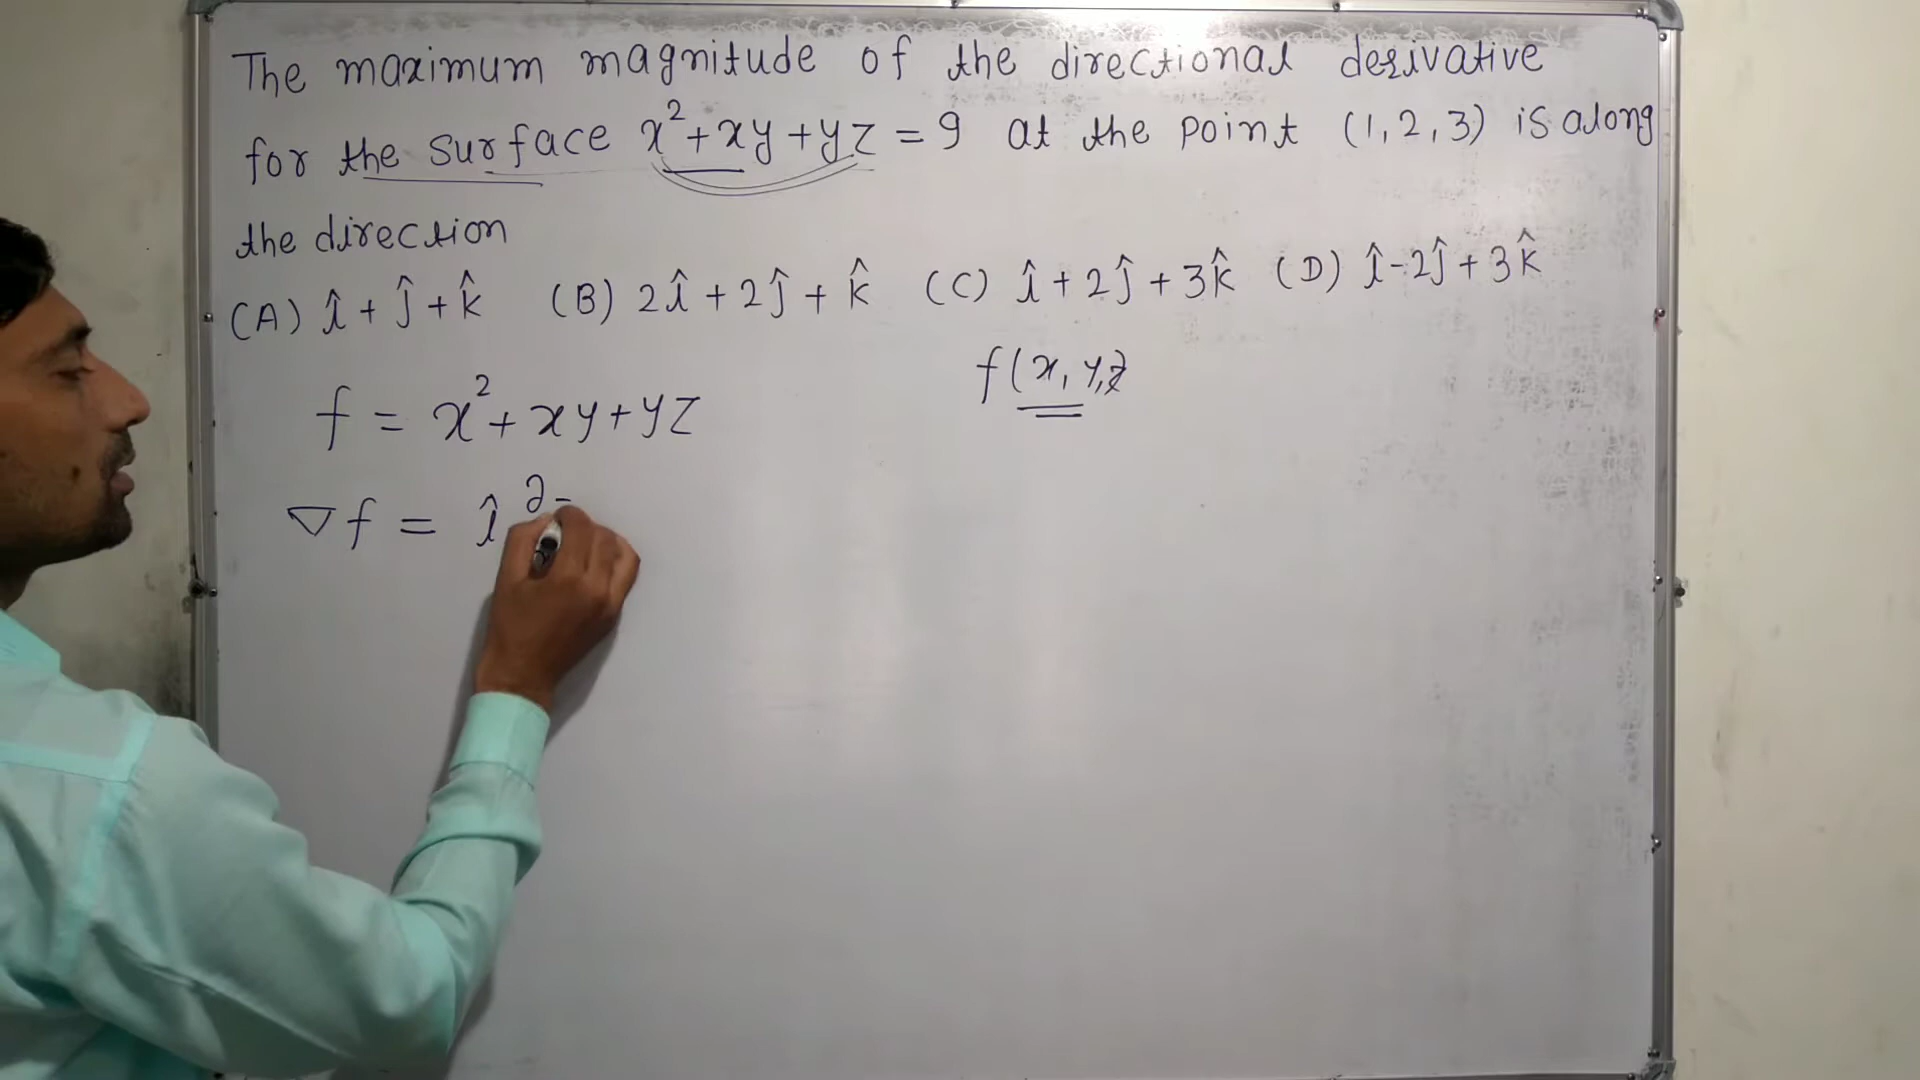 The maximum magnitude of the directional derivative
for the surface x² + xy + yz = 9 at the point (1, 2, 3) is along
the direction
(A) î + ĵ + k̂ (B) 2î + 2ĵ + k̂ (C) î + 2ĵ + 3k̂ (D) î - 2ĵ + 3k̂
f(x, y, z
f = x² + xy + yz
∇f = î ∂